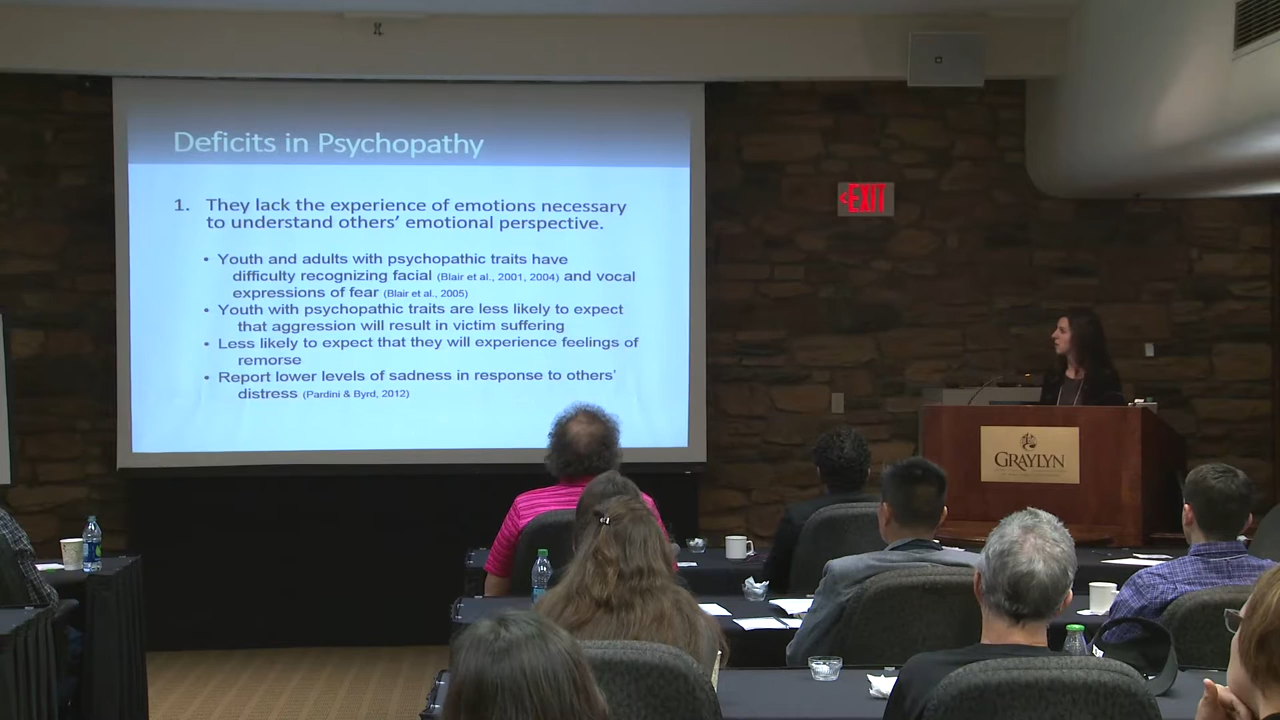 Deficits in Psychopathy
1. They lack the experience of emotions necessary
to understand others' emotional perspective.
• Youth and adults with psychopathic traits have
difficulty recognizing facial (Blair et al., 2001, 2004) and vocal
expressions of fear (Blair et al., 2005)
• Youth with psychopathic traits are less likely to expect
that aggression will result in victim suffering
• Less likely to expect that they will experience feelings of
remorse
• Report lower levels of sadness in response to others'
distress (Pardini & Byrd, 2012)
<EXIT
GRAYLYN